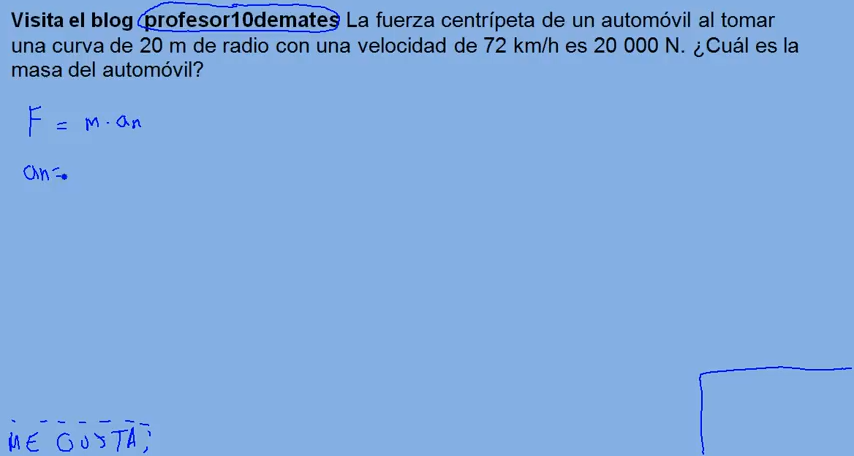 Visita el blog profesor10demates La fuerza centrípeta de un automóvil al tomar
una curva de 20 m de radio con una velocidad de 72 km/h es 20 000 N. ¿Cuál es la
masa del automóvil?
F = m · an
an=
ME GUSTA;